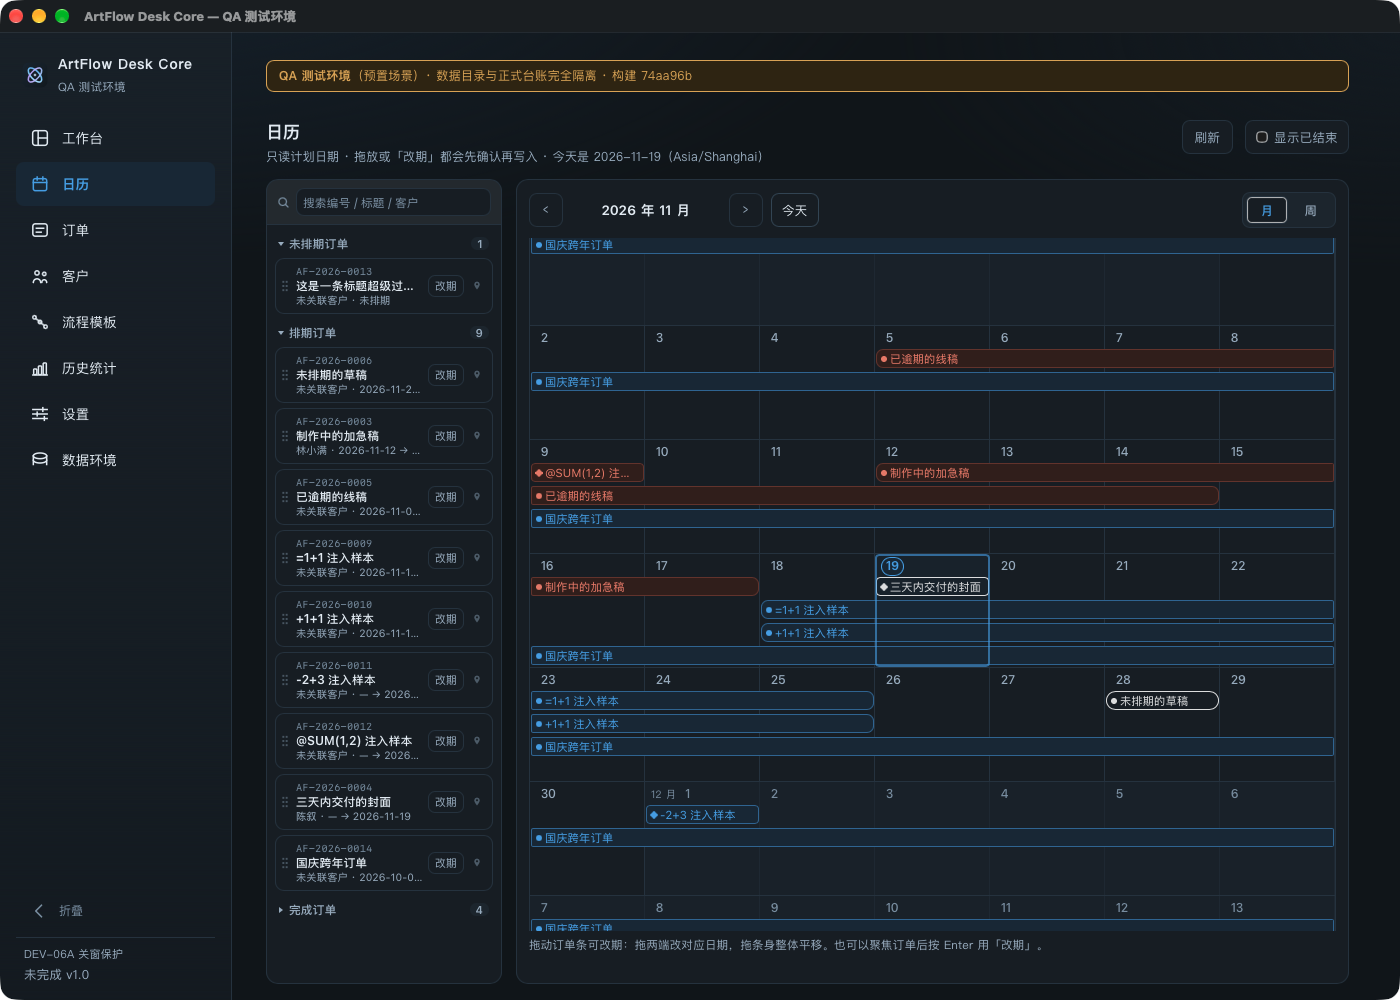 ArtFlow Desk Core — QA 测试环境
ArtFlow Desk Core
QA 测试环境
工作台
日历
订单
客户
流程模板
历史统计
设置
数据环境
折叠
DEV-06A 关窗保护
未完成 v1.0
QA 测试环境（预置场景）· 数据目录与正式台账完全隔离 · 构建 74aa96b
日历
只读计划日期 · 拖放或「改期」都会先确认再写入 · 今天是 2026-11-19（Asia/Shanghai）
刷新
显示已结束
搜索编号 / 标题 / 客户
未排期订单 1
AF-2026-0013
这是一条标题超级过...
未关联客户 · 未排期
改期
排期订单 9
AF-2026-0006
未排期的草稿
未关联客户 · 2026-11-2...
改期
AF-2026-0003
制作中的加急稿
林小满 · 2026-11-12 → ...
改期
AF-2026-0005
已逾期的线稿
未关联客户 · 2026-11-0...
改期
AF-2026-0009
=1+1 注入样本
未关联客户 · 2026-11-1...
改期
AF-2026-0010
+1+1 注入样本
未关联客户 · 2026-11-1...
改期
AF-2026-0011
-2+3 注入样本
未关联客户 · — → 2026...
改期
AF-2026-0012
@SUM(1,2) 注入样本
未关联客户 · — → 2026...
改期
AF-2026-0004
三天内交付的封面
陈叙 · — → 2026-11-19
改期
AF-2026-0014
国庆跨年订单
未关联客户 · 2026-10-0...
改期
完成订单 4
< 2026 年 11 月 > 今天
月 周
国庆跨年订单
2 3 4 5 6 7 8
已逾期的线稿
国庆跨年订单
9 10 11 12 13 14 15
@SUM(1,2) 注... 制作中的加急稿
已逾期的线稿
国庆跨年订单
16 17 18 19 20 21 22
制作中的加急稿 三天内交付的封面
=1+1 注入样本
+1+1 注入样本
国庆跨年订单
23 24 25 26 27 28 29
=1+1 注入样本 未排期的草稿
+1+1 注入样本
国庆跨年订单
30 12 月 1 2 3 4 5 6
-2+3 注入样本
国庆跨年订单
7 8 9 10 11 12 13
国庆跨年订单
拖动订单条可改期：拖两端改对应日期，拖条身整体平移。也可以聚焦订单后按 Enter 用「改期」。